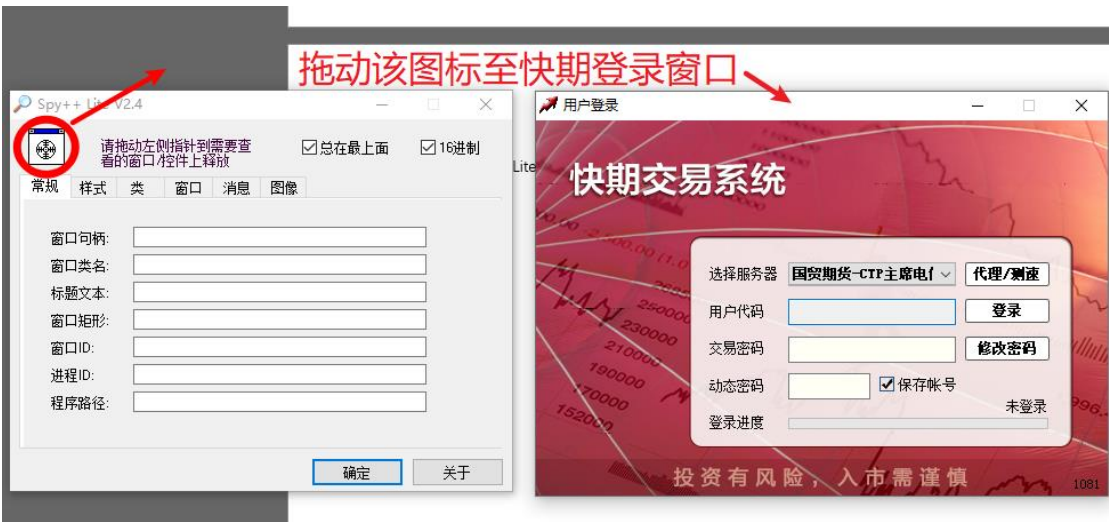 拖动该图标至快期登录窗口
Spy++ Lite V2.4
请拖动左侧指针到需要查
看的窗口/控件上释放
总在最上面
16进制
常规 样式 类 窗口 消息 图像
窗口句柄:
窗口类名:
标题文本:
窗口矩形:
窗口ID:
进程ID:
程序路径:
确定 关于
Lite
用户登录
快期交易系统
选择服务器 国贸期货-CTP主席电信 代理/测速
用户代码 登录
交易密码 修改密码
动态密码 保存帐号
未登录
登录进度
投资有风险，入市需谨慎
1081